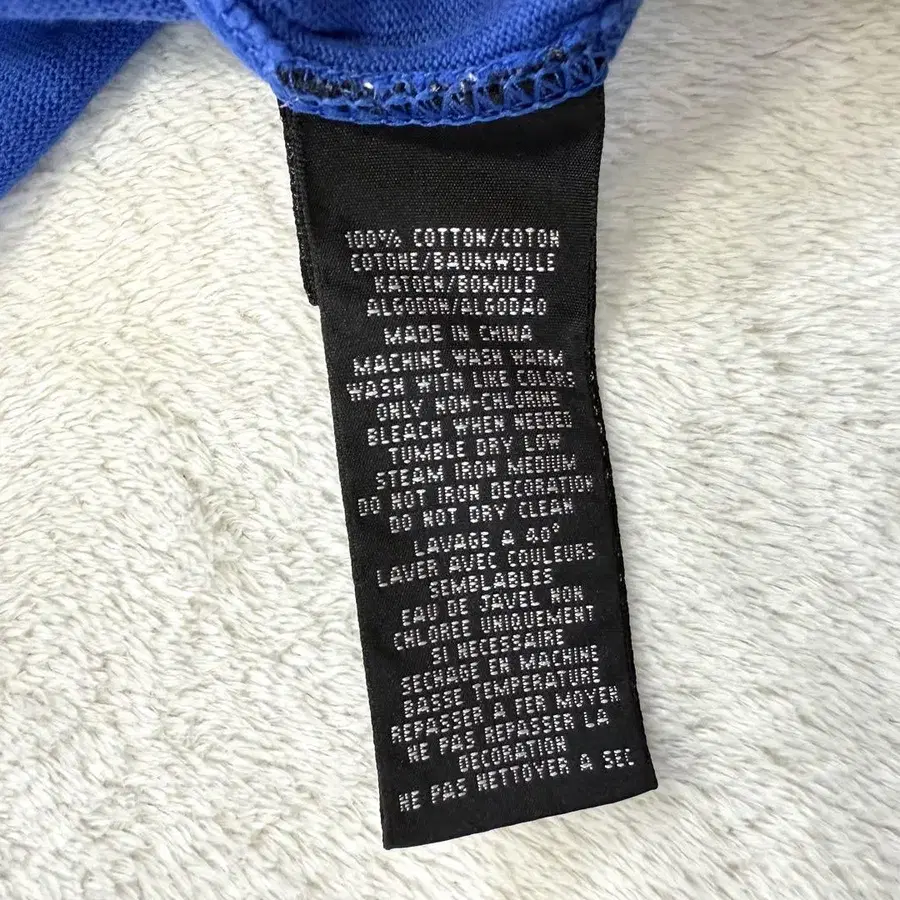 100% COTTON/COTON
COTONE/BAUMWOLLE
KATOEN/BOMULD
ALGODON/ALGODAO
MADE IN CHINA
MACHINE WASH WARM
WASH WITH LIKE COLORS
ONLY NON-CHLORINE
BLEACH WHEN NEEDED
TUMBLE DRY LOW
STEAM IRON MEDIUM
DO NOT IRON DECORATION
DO NOT DRY CLEAN
LAVAGE A 40°
LAVER AVEC COULEURS
SEMBLABLES
EAU DE JAVEL NON
CHLOREE UNIQUEMENT
SI NECESSAIRE
SECHAGE EN MACHINE
BASSE TEMPERATURE
REPASSER A FER MOYEN
NE PAS REPASSER LA
DECORATION
NE PAS NETTOYER A SEC